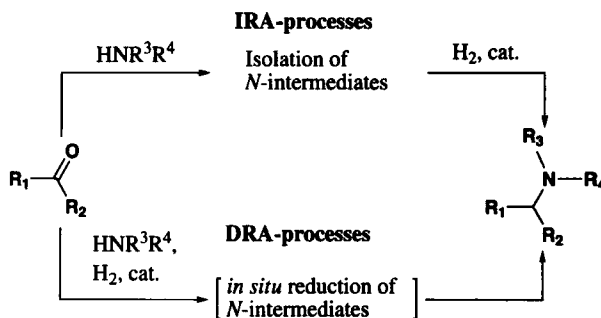 IRA-processes
HNR³R⁴
Isolation of
N-intermediates
H₂, cat.
O
R₁
R₂
R₃
N
R₄
R₁
R₂
HNR³R⁴,
H₂, cat.
DRA-processes
[ in situ reduction of
N-intermediates ]